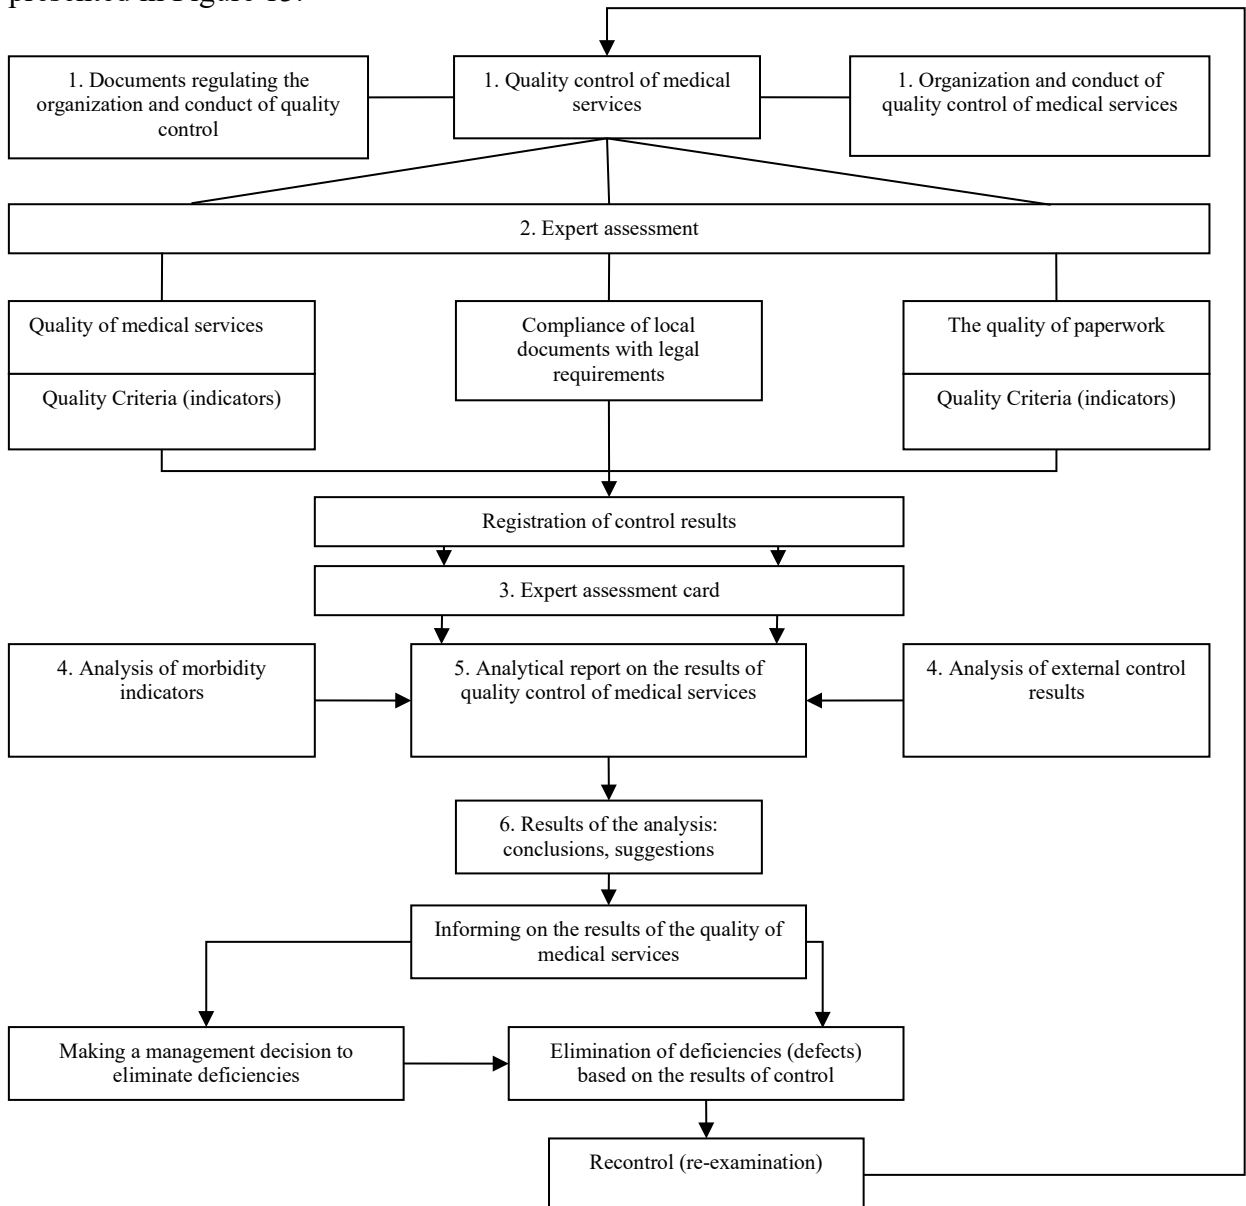 presented in Figure 13.
1. Documents regulating the
organization and conduct of quality
control
1. Quality control of medical
services
1. Organization and conduct of
quality control of medical services
2. Expert assessment
Quality of medical services
Quality Criteria (indicators)
Compliance of local
documents with legal
requirements
The quality of paperwork
Quality Criteria (indicators)
Registration of control results
3. Expert assessment card
4. Analysis of morbidity
indicators
5. Analytical report on the results of
quality control of medical services
4. Analysis of external control
results
6. Results of the analysis:
conclusions, suggestions
Informing on the results of the quality of
medical services
Making a management decision to
eliminate deficiencies
Elimination of deficiencies (defects)
based on the results of control
Recontrol (re-examination)